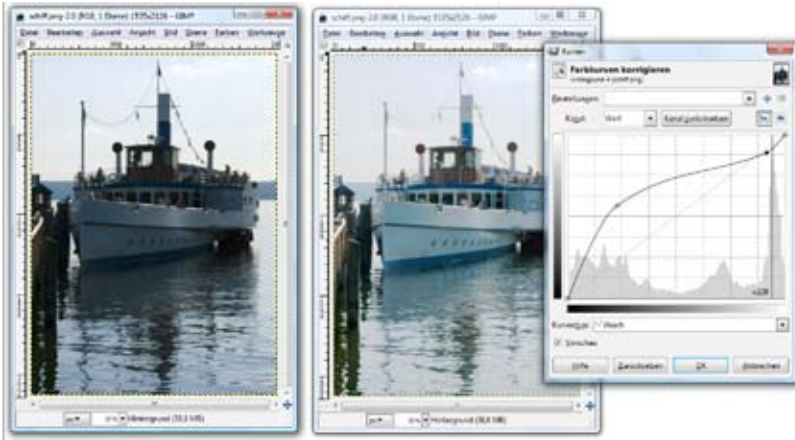 schiff.png-2.0 (RGB, 1 Ebene) 1535x2126 – GIMP
Datei Bearbeiten Auswahl Ansicht Bild Ebene Farben Werkzeuge
Hintergrund
schiff.png-2.0 (RGB, 1 Ebene) 1535x2126 – GIMP
Datei Bearbeiten Auswahl Ansicht Bild Ebene Farben Werkzeuge
Hintergrund
Kurven
Farbkurven korrigieren
Einstellungen:
Kanal: Wert Kanal zurücksetzen
Kurventyp: Weich
Vorschau
Hilfe Zurücksetzen OK Abbrechen